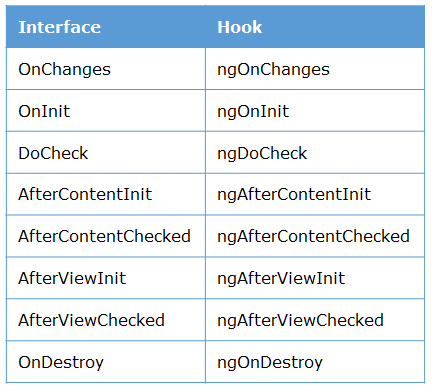 Interface Hook
OnChanges ngOnChanges
OnInit ngOnInit
DoCheck ngDoCheck
AfterContentInit ngAfterContentInit
AfterContentChecked ngAfterContentChecked
AfterViewInit ngAfterViewInit
AfterViewChecked ngAfterViewChecked
OnDestroy ngOnDestroy